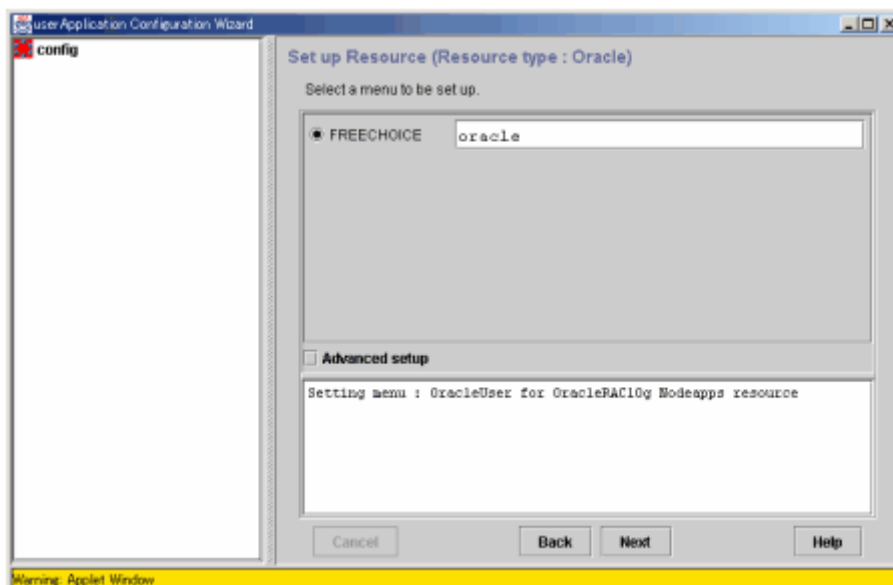 userApplication Configuration Wizard
config
Set up Resource (Resource type : Oracle)
Select a menu to be set up.
FREECHOICE
oracle
Advanced setup
Setting menu : OracleUser for OracleRAC10g Nodeapps resource
Cancel
Back
Next
Help
Warning: Applet Window